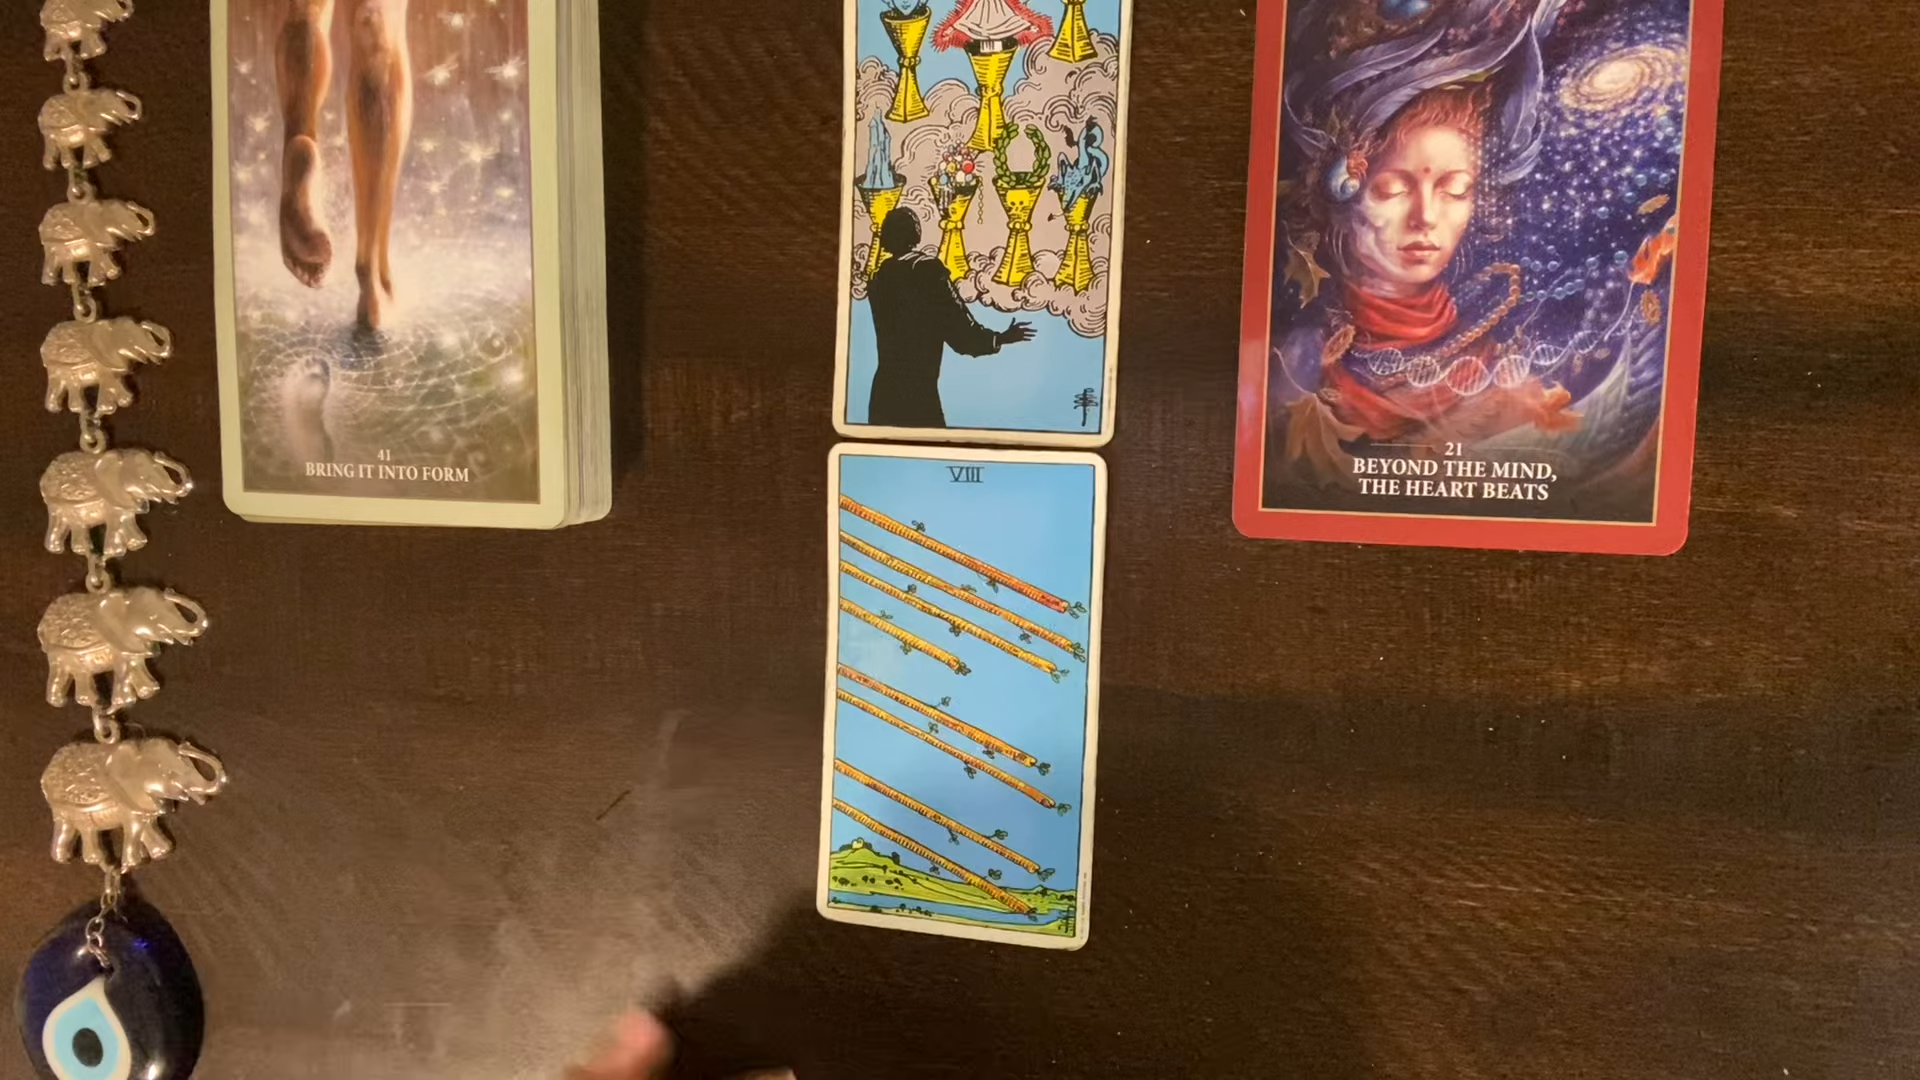 41
BRING IT INTO FORM
VIII
21
BEYOND THE MIND,
THE HEART BEATS